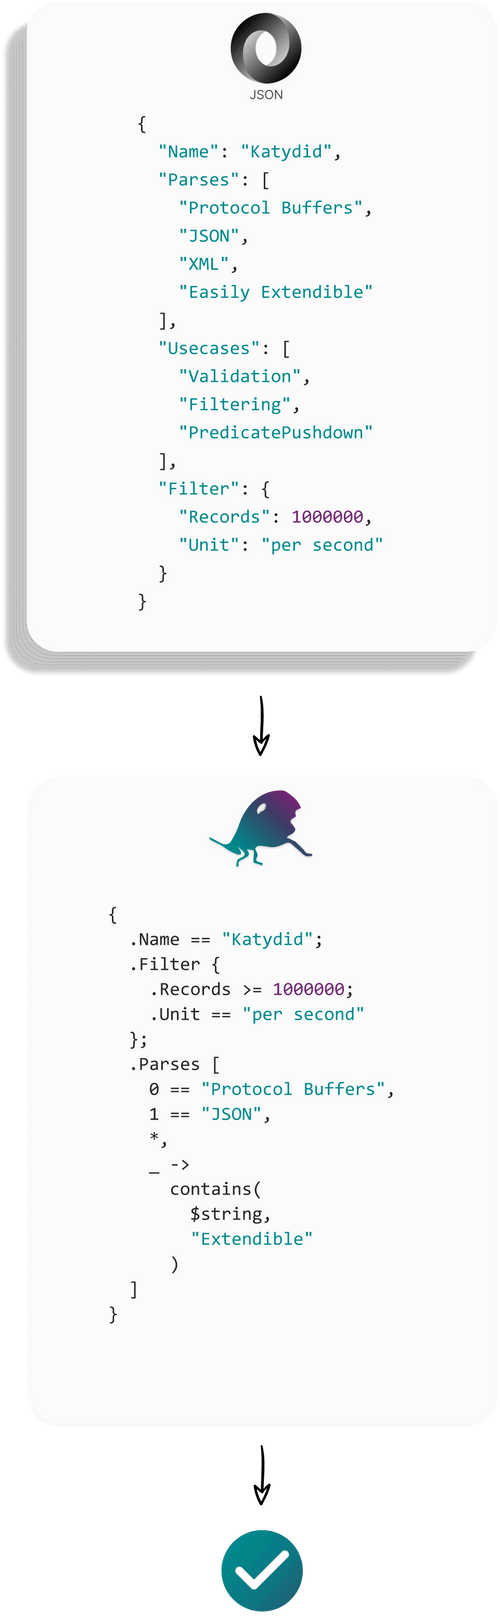 JSON
{
  "Name": "Katydid",
  "Parses": [
    "Protocol Buffers",
    "JSON",
    "XML",
    "Easily Extendible"
  ],
  "Usecases": [
    "Validation",
    "Filtering",
    "PredicatePushdown"
  ],
  "Filter": {
    "Records": 1000000,
    "Unit": "per second"
  }
}
{
  .Name == "Katydid";
  .Filter {
    .Records >= 1000000;
    .Unit == "per second"
  };
  .Parses [
    0 == "Protocol Buffers",
    1 == "JSON",
    *,
    _ ->
      contains(
        $string,
        "Extendible"
      )
  ]
}